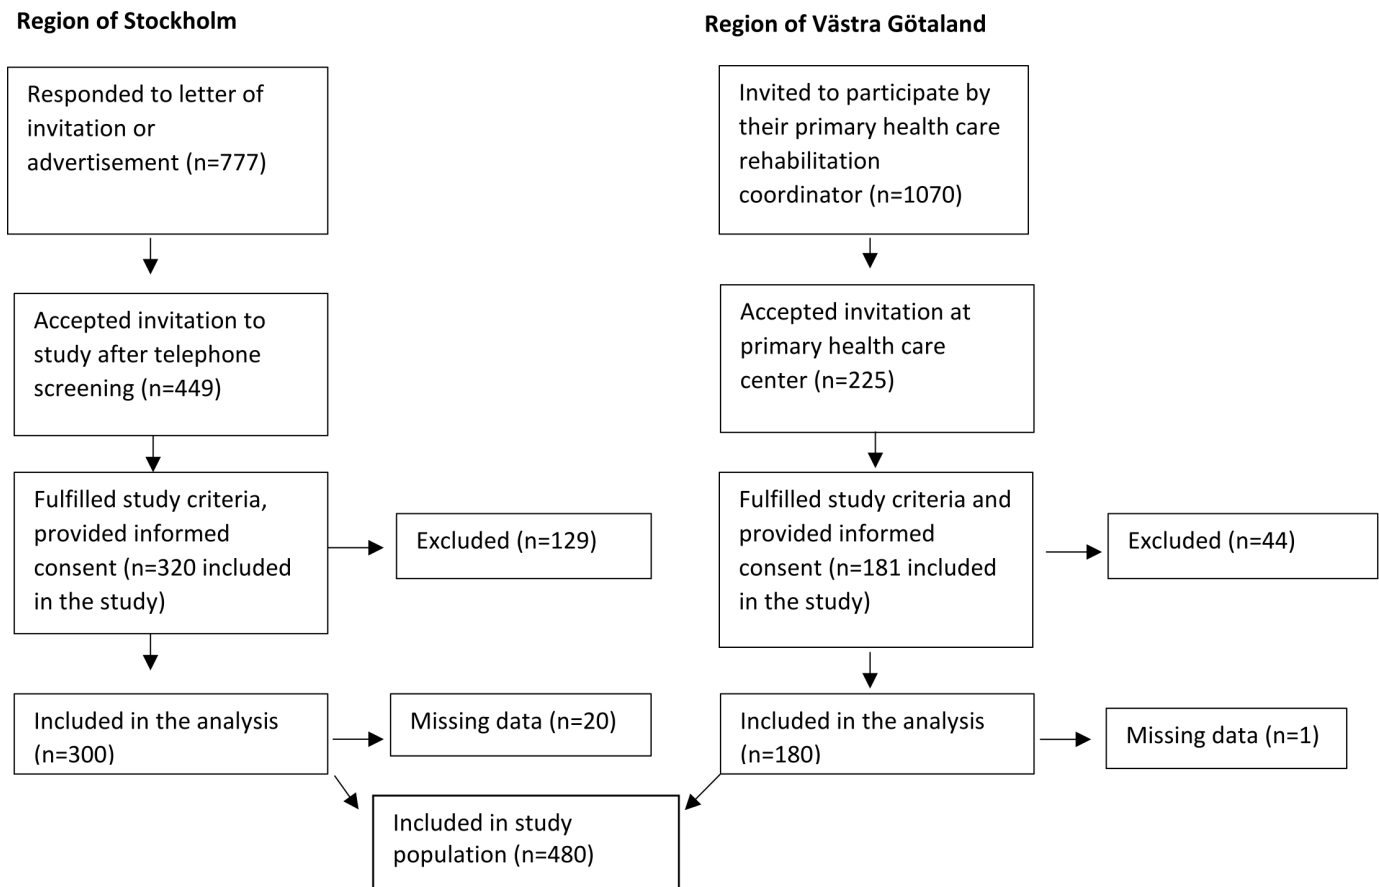 Region of Stockholm
Responded to letter of
invitation or
advertisement (n=777)
Accepted invitation to
study after telephone
screening (n=449)
Fulfilled study criteria,
provided informed
consent (n=320 included
in the study)
Excluded (n=129)
Included in the analysis
(n=300)
Missing data (n=20)
Region of Västra Götaland
Invited to participate by
their primary health care
rehabilitation
coordinator (n=1070)
Accepted invitation at
primary health care
center (n=225)
Fulfilled study criteria and
provided informed
consent (n=181 included
in the study)
Excluded (n=44)
Included in the analysis
(n=180)
Missing data (n=1)
Included in study
population (n=480)